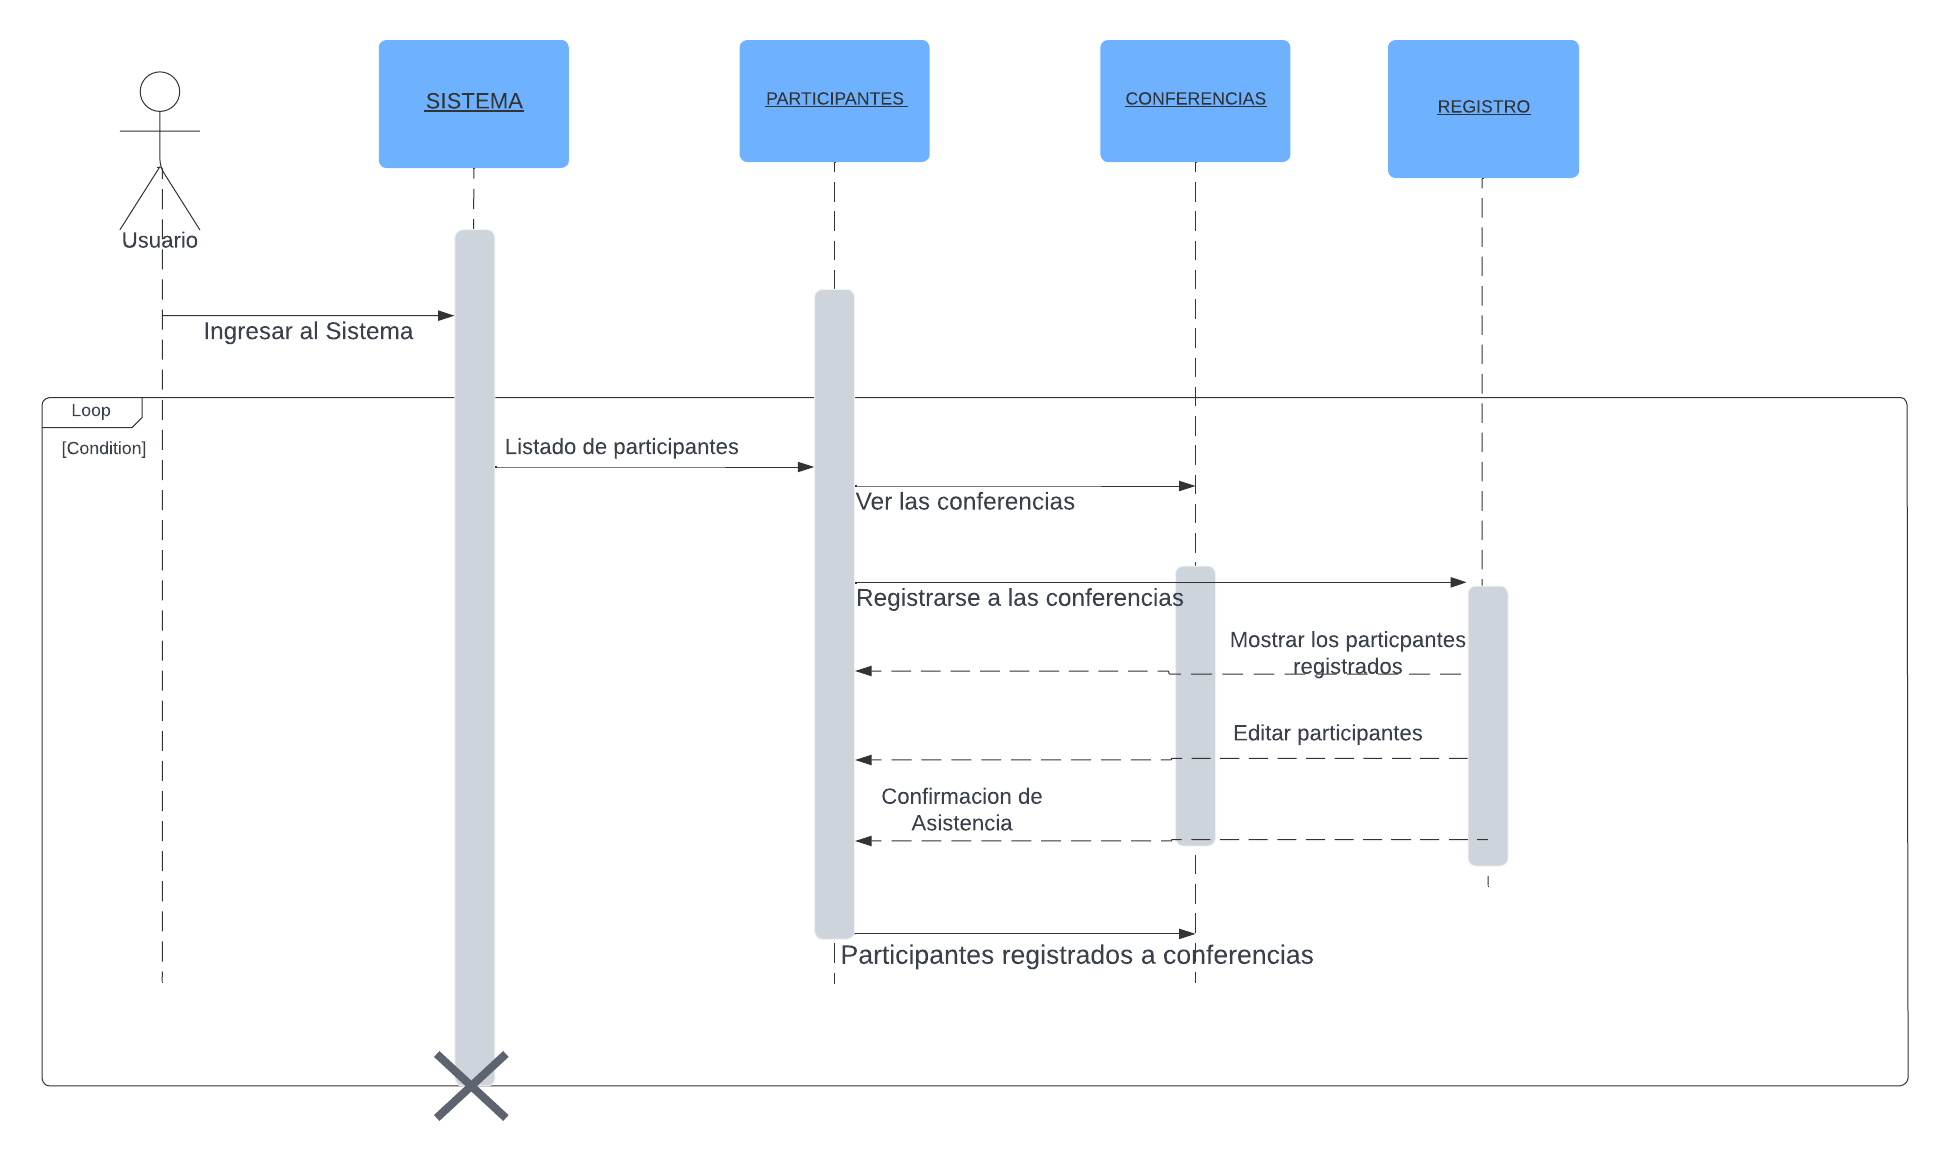 SISTEMA
PARTICIPANTES
CONFERENCIAS
REGISTRO
Usuario
Ingresar al Sistema
Loop
[Condition]
Listado de participantes
Ver las conferencias
Registrarse a las conferencias
Mostrar los particpantes
registrados
Editar participantes
Confirmacion de
Asistencia
Participantes registrados a conferencias